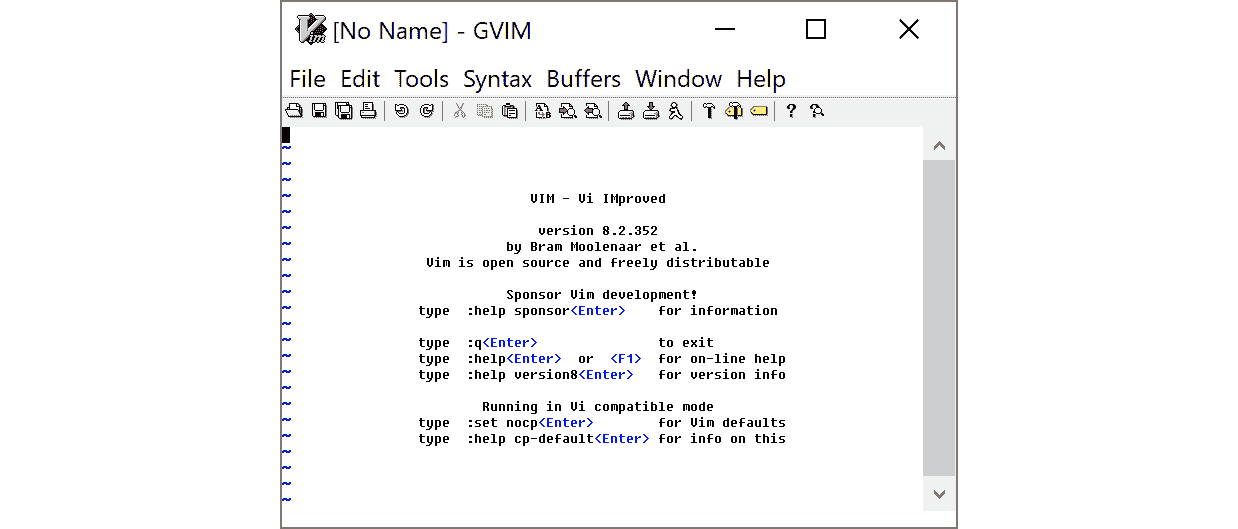 [No Name] - GVIM
File Edit Tools Syntax Buffers Window Help
~
~
~
~ VIM - Vi IMproved
~
~ version 8.2.352
~ by Bram Moolenaar et al.
~ Vim is open source and freely distributable
~
~ Sponsor Vim development!
~ type :help sponsor<Enter> for information
~
~ type :q<Enter> to exit
~ type :help<Enter> or <F1> for on-line help
~ type :help version8<Enter> for version info
~
~ Running in Vi compatible mode
~ type :set nocp<Enter> for Vim defaults
~ type :help cp-default<Enter> for info on this
~
~
~
~